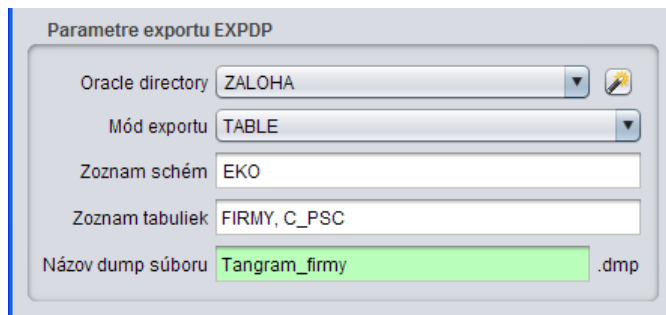 Parametre exportu EXPDP
Oracle directory ZALOHA
Mód exportu TABLE
Zoznam schém EKO
Zoznam tabuliek FIRMY, C_PSC
Názov dump súboru Tangram_firmy .dmp